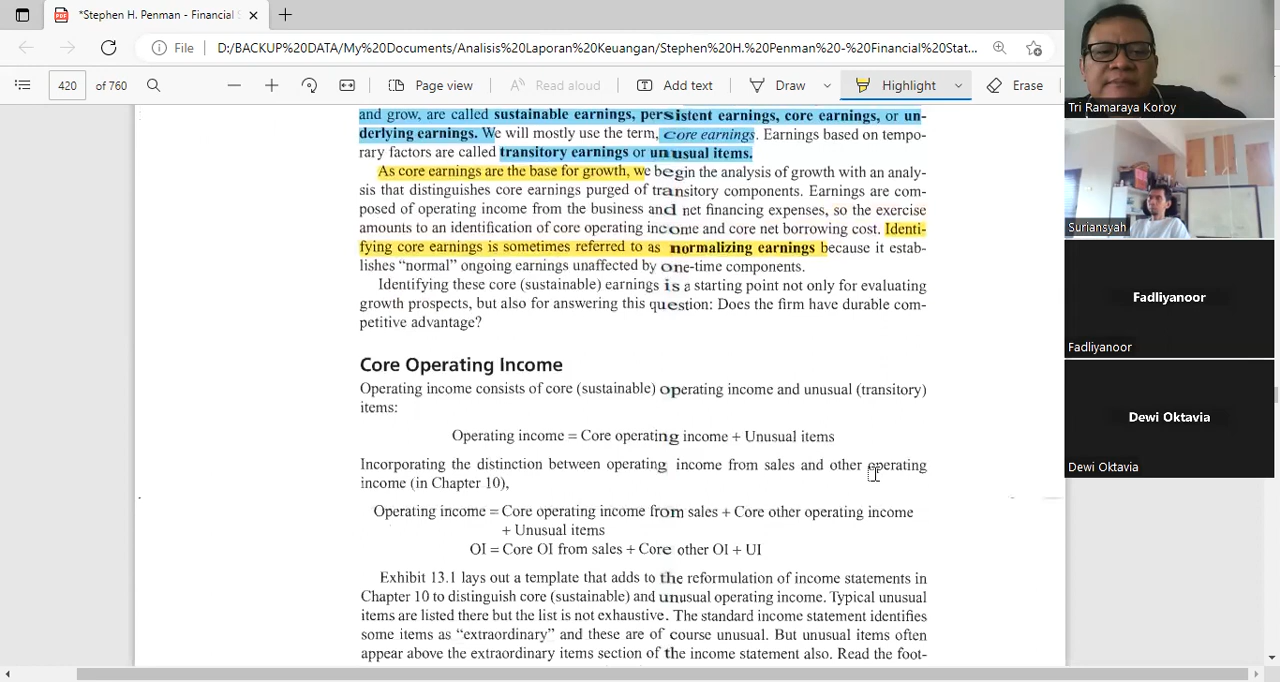 *Stephen H. Penman - Financial S
File
D:/BACKUP%20DATA/My%20Documents/Analisis%20Laporan%20Keuangan/Stephen%20H.%20Penman%20-%20Financial%20Stat...
420 of 760
Page view
Read aloud
Add text
Draw
Highlight
Erase
and grow, are called sustainable earnings, persistent earnings, core earnings, or un-
derlying earnings. We will mostly use the term, core earnings. Earnings based on tempo-
rary factors are called transitory earnings or unusual items.
As core earnings are the base for growth, we begin the analysis of growth with an analy-
sis that distinguishes core earnings purged of transitory components. Earnings are com-
posed of operating income from the business and net financing expenses, so the exercise
amounts to an identification of core operating income and core net borrowing cost. Identi-
fying core earnings is sometimes referred to as normalizing earnings because it estab-
lishes “normal” ongoing earnings unaffected by one-time components.
Identifying these core (sustainable) earnings is a starting point not only for evaluating
growth prospects, but also for answering this question: Does the firm have durable com-
petitive advantage?
Core Operating Income
Operating income consists of core (sustainable) operating income and unusual (transitory)
items:
Operating income = Core operating income + Unusual items
Incorporating the distinction between operating income from sales and other operating
income (in Chapter 10),
Operating income = Core operating income from sales + Core other operating income
+ Unusual items
OI = Core OI from sales + Core other OI + UI
Exhibit 13.1 lays out a template that adds to the reformulation of income statements in
Chapter 10 to distinguish core (sustainable) and unusual operating income. Typical unusual
items are listed there but the list is not exhaustive. The standard income statement identifies
some items as “extraordinary” and these are of course unusual. But unusual items often
appear above the extraordinary items section of the income statement also. Read the foot-
Tri Ramaraya Koroy
Suriansyah
Fadliyanoor
Fadliyanoor
Dewi Oktavia
Dewi Oktavia